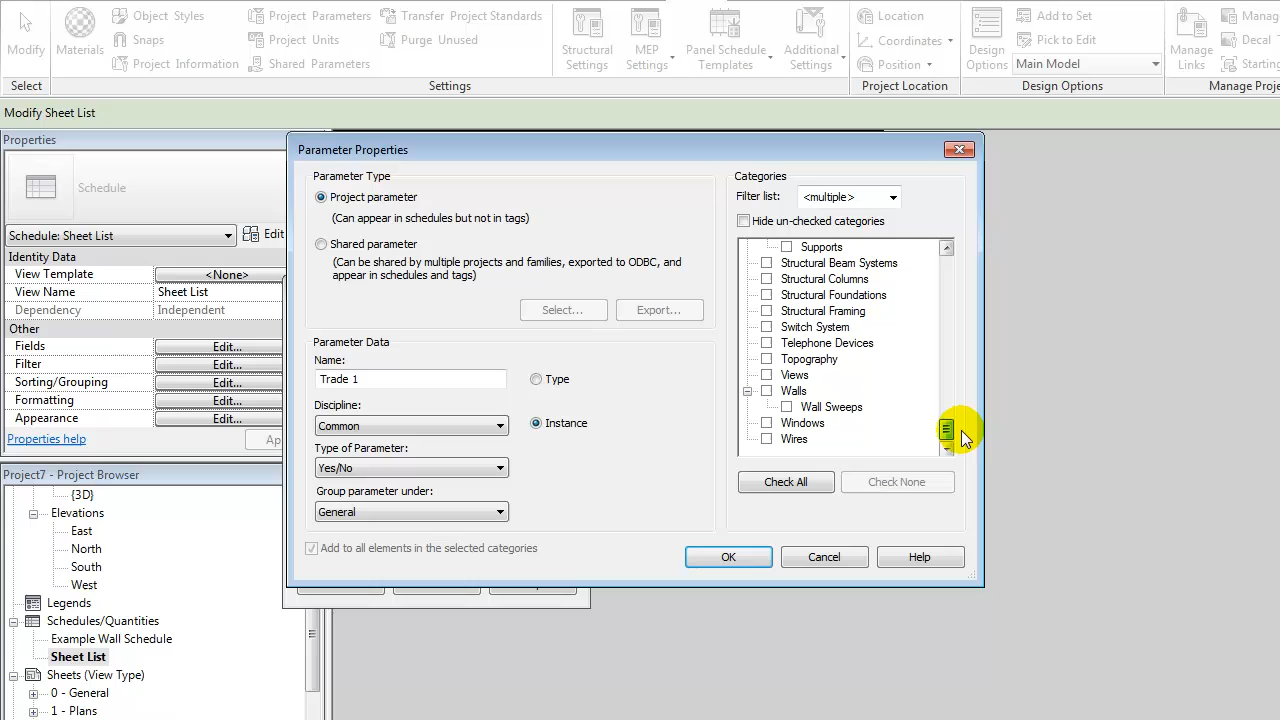 Modify
Materials
Object Styles
Snaps
Project Information
Project Parameters
Project Units
Shared Parameters
Transfer Project Standards
Purge Unused
Structural
Settings
MEP
Settings
Panel Schedule
Templates
Additional
Settings
Location
Coordinates
Position
Design
Options
Add to Set
Pick to Edit
Main Model
Manage
Links
Manag
Decal
Starting
Select
Settings
Project Location
Design Options
Manage Proje
Modify Sheet List
Properties
Schedule
Schedule: Sheet List
Edit
Identity Data
View Template
<None>
View Name
Sheet List
Dependency
Independent
Other
Fields
Edit...
Filter
Edit...
Sorting/Grouping
Edit...
Formatting
Edit...
Appearance
Edit...
Properties help
Ap
Project7 - Project Browser
{3D}
Elevations
East
North
South
West
Legends
Schedules/Quantities
Example Wall Schedule
Sheet List
Sheets (View Type)
0 - General
1 - Plans
Parameter Properties
Parameter Type
Project parameter
(Can appear in schedules but not in tags)
Shared parameter
(Can be shared by multiple projects and families, exported to ODBC, and
appear in schedules and tags)
Select...
Export...
Parameter Data
Name:
Trade 1
Type
Discipline:
Common
Instance
Type of Parameter:
Yes/No
Group parameter under:
General
Add to all elements in the selected categories
Categories
Filter list:
<multiple>
Hide un-checked categories
Supports
Structural Beam Systems
Structural Columns
Structural Foundations
Structural Framing
Switch System
Telephone Devices
Topography
Views
Walls
Wall Sweeps
Windows
Wires
Check All
Check None
OK
Cancel
Help